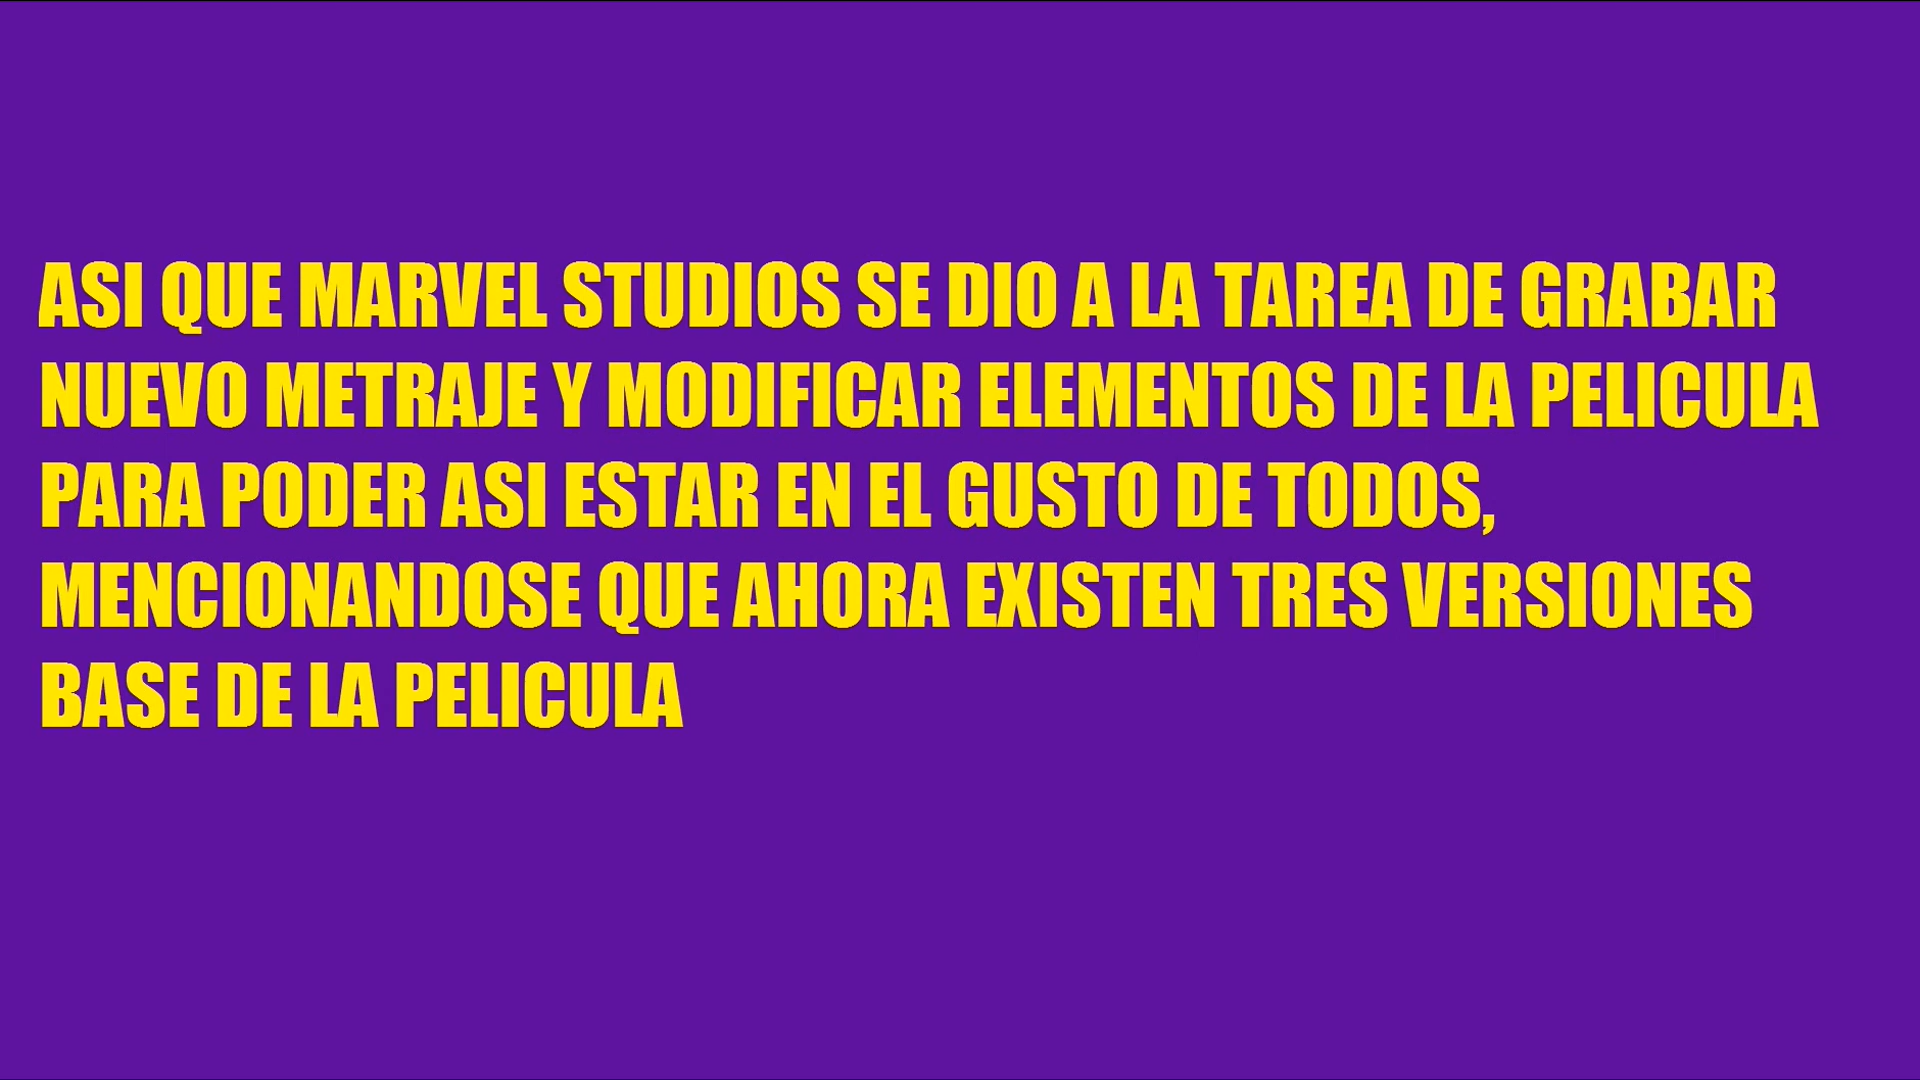 ASI QUE MARVEL STUDIOS SE DIO A LA TAREA DE GRABAR
NUEVO METRAJE Y MODIFICAR ELEMENTOS DE LA PELICULA
PARA PODER ASI ESTAR EN EL GUSTO DE TODOS,
MENCIONANDOSE QUE AHORA EXISTEN TRES VERSIONES
BASE DE LA PELICULA